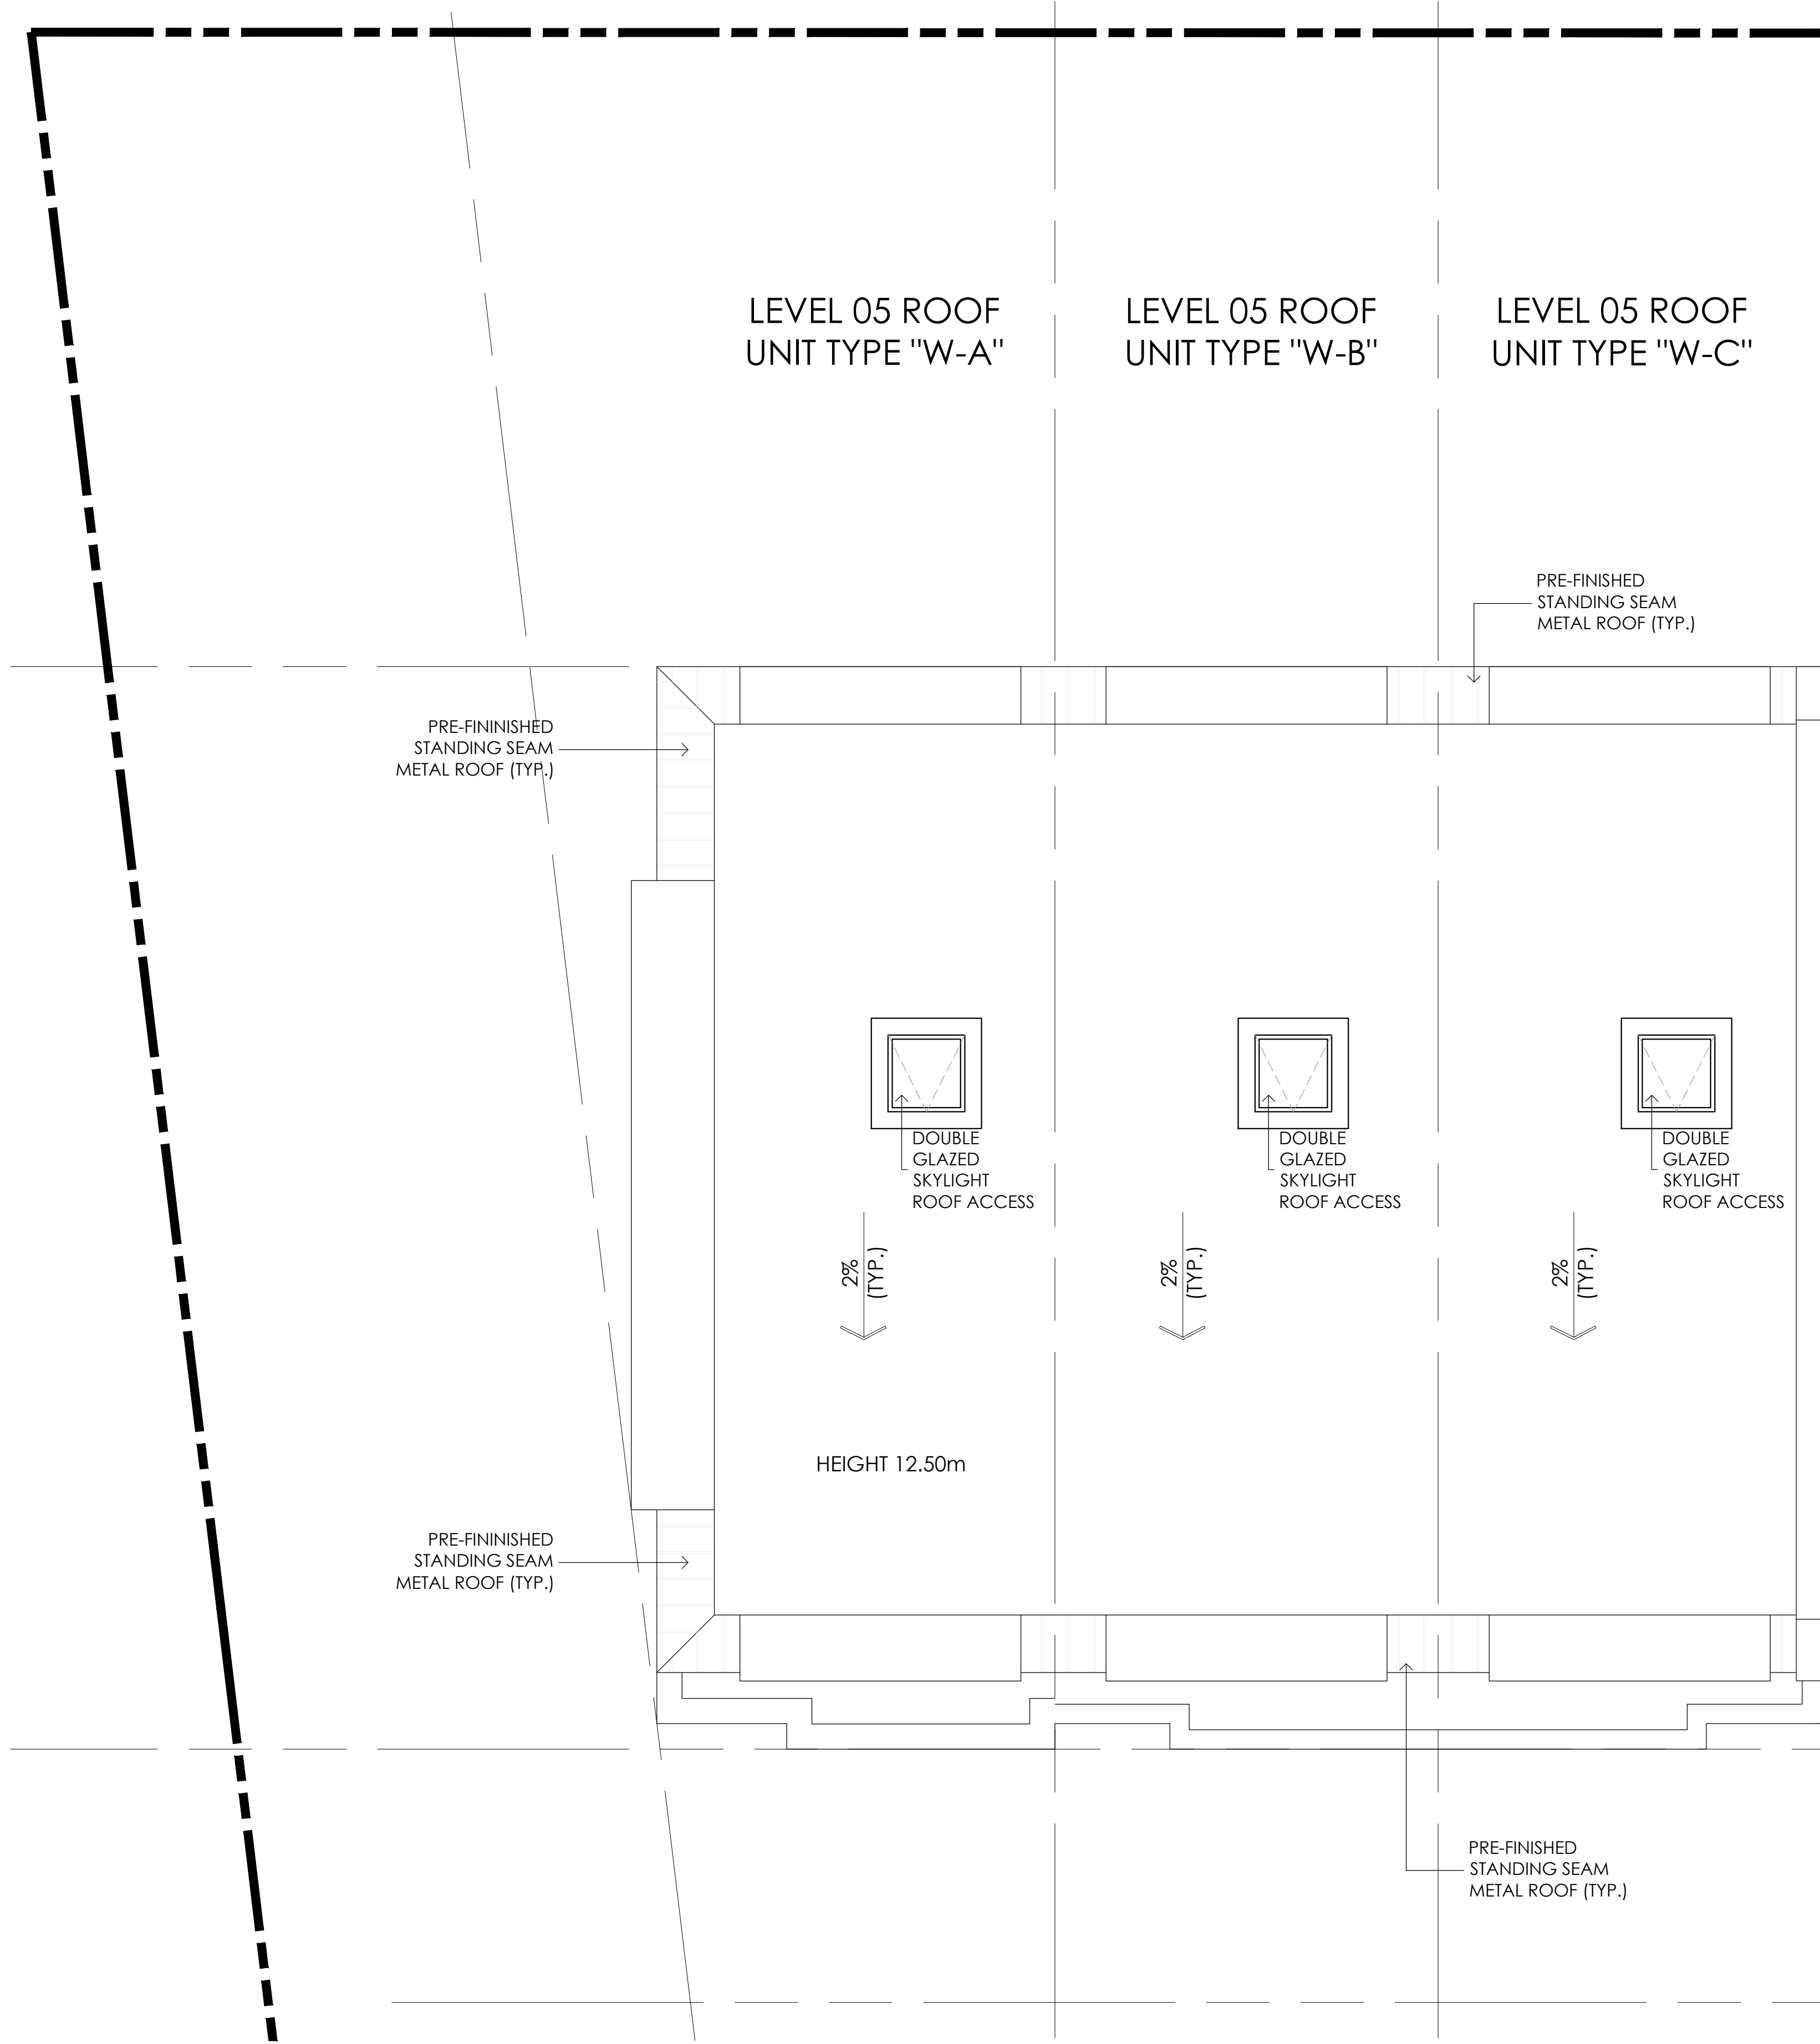 LEVEL 05 ROOF
UNIT TYPE "W-A"
LEVEL 05 ROOF
UNIT TYPE "W-B"
LEVEL 05 ROOF
UNIT TYPE "W-C"
PRE-FINISHED
STANDING SEAM
METAL ROOF (TYP.)
PRE-FININISHED
STANDING SEAM
METAL ROOF (TYP.)
DOUBLE
GLAZED
SKYLIGHT
ROOF ACCESS
DOUBLE
GLAZED
SKYLIGHT
ROOF ACCESS
DOUBLE
GLAZED
SKYLIGHT
ROOF ACCESS
2%
(TYP.)
2%
(TYP.)
2%
(TYP.)
HEIGHT 12.50m
PRE-FININISHED
STANDING SEAM
METAL ROOF (TYP.)
PRE-FINISHED
STANDING SEAM
METAL ROOF (TYP.)